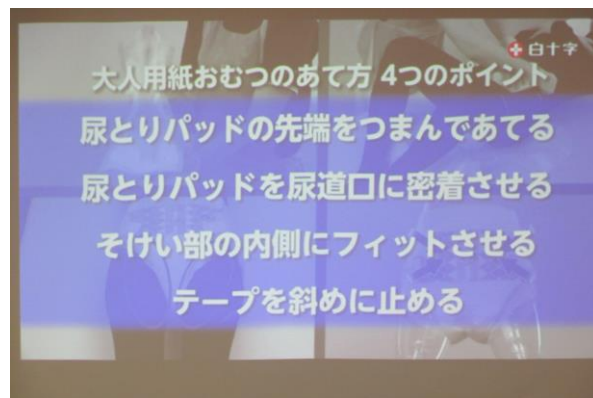 白十字
大人用紙おむつのあて方 4つのポイント
尿とりパッドの先端をつまんであてる
尿とりパッドを尿道口に密着させる
そけい部の内側にフィットさせる
テープを斜めに止める